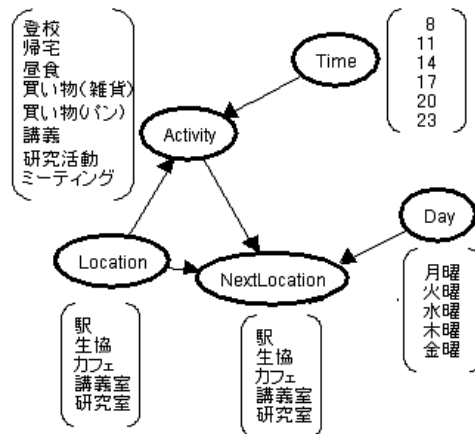 登校
帰宅
昼食
買い物(雑貨)
買い物(パン)
講義
研究活動
ミーティング
Time
8
11
14
17
20
23
Activity
Location
NextLocation
Day
駅
生協
カフェ
講義室
研究室
駅
生協
カフェ
講義室
研究室
月曜
火曜
水曜
木曜
金曜